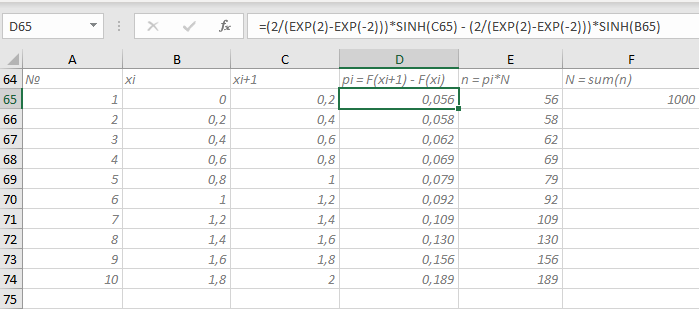 D65 fx =(2/(EXP(2)-EXP(-2)))*SINH(C65) - (2/(EXP(2)-EXP(-2)))*SINH(B65)
A B C D E F
64 № xi xi+1 pi = F(xi+1) - F(xi) n = pi*N N = sum(n)
65 1 0 0,2 0,056 56 1000
66 2 0,2 0,4 0,058 58
67 3 0,4 0,6 0,062 62
68 4 0,6 0,8 0,069 69
69 5 0,8 1 0,079 79
70 6 1 1,2 0,092 92
71 7 1,2 1,4 0,109 109
72 8 1,4 1,6 0,130 130
73 9 1,6 1,8 0,156 156
74 10 1,8 2 0,189 189
75